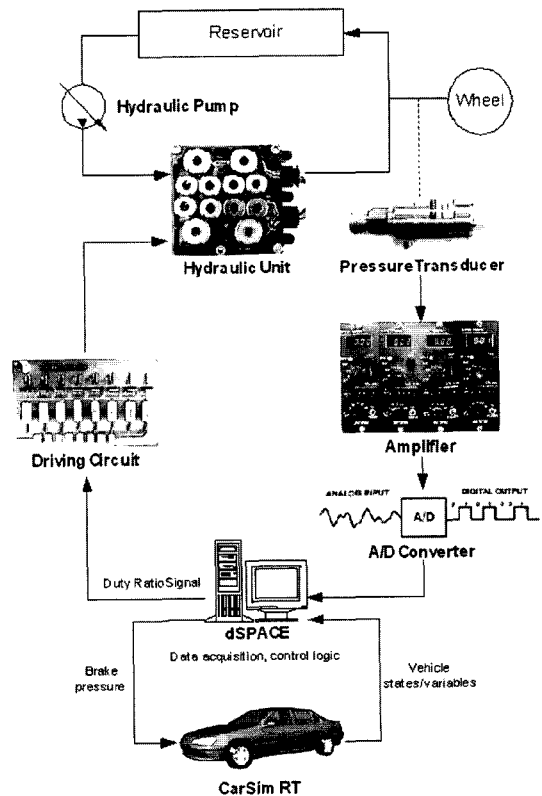 Reservoir
Hydraulic Pump
Wheel
Hydraulic Unit
Pressure Transducer
Driving Circuit
Amplifier
ANALOG INPUT
DIGITAL OUTPUT
A/D
A/D Converter
Duty Ratio Signal
dSPACE
Data acquisition, control logic
Brake
pressure
Vehicle
states/variables
CarSim RT